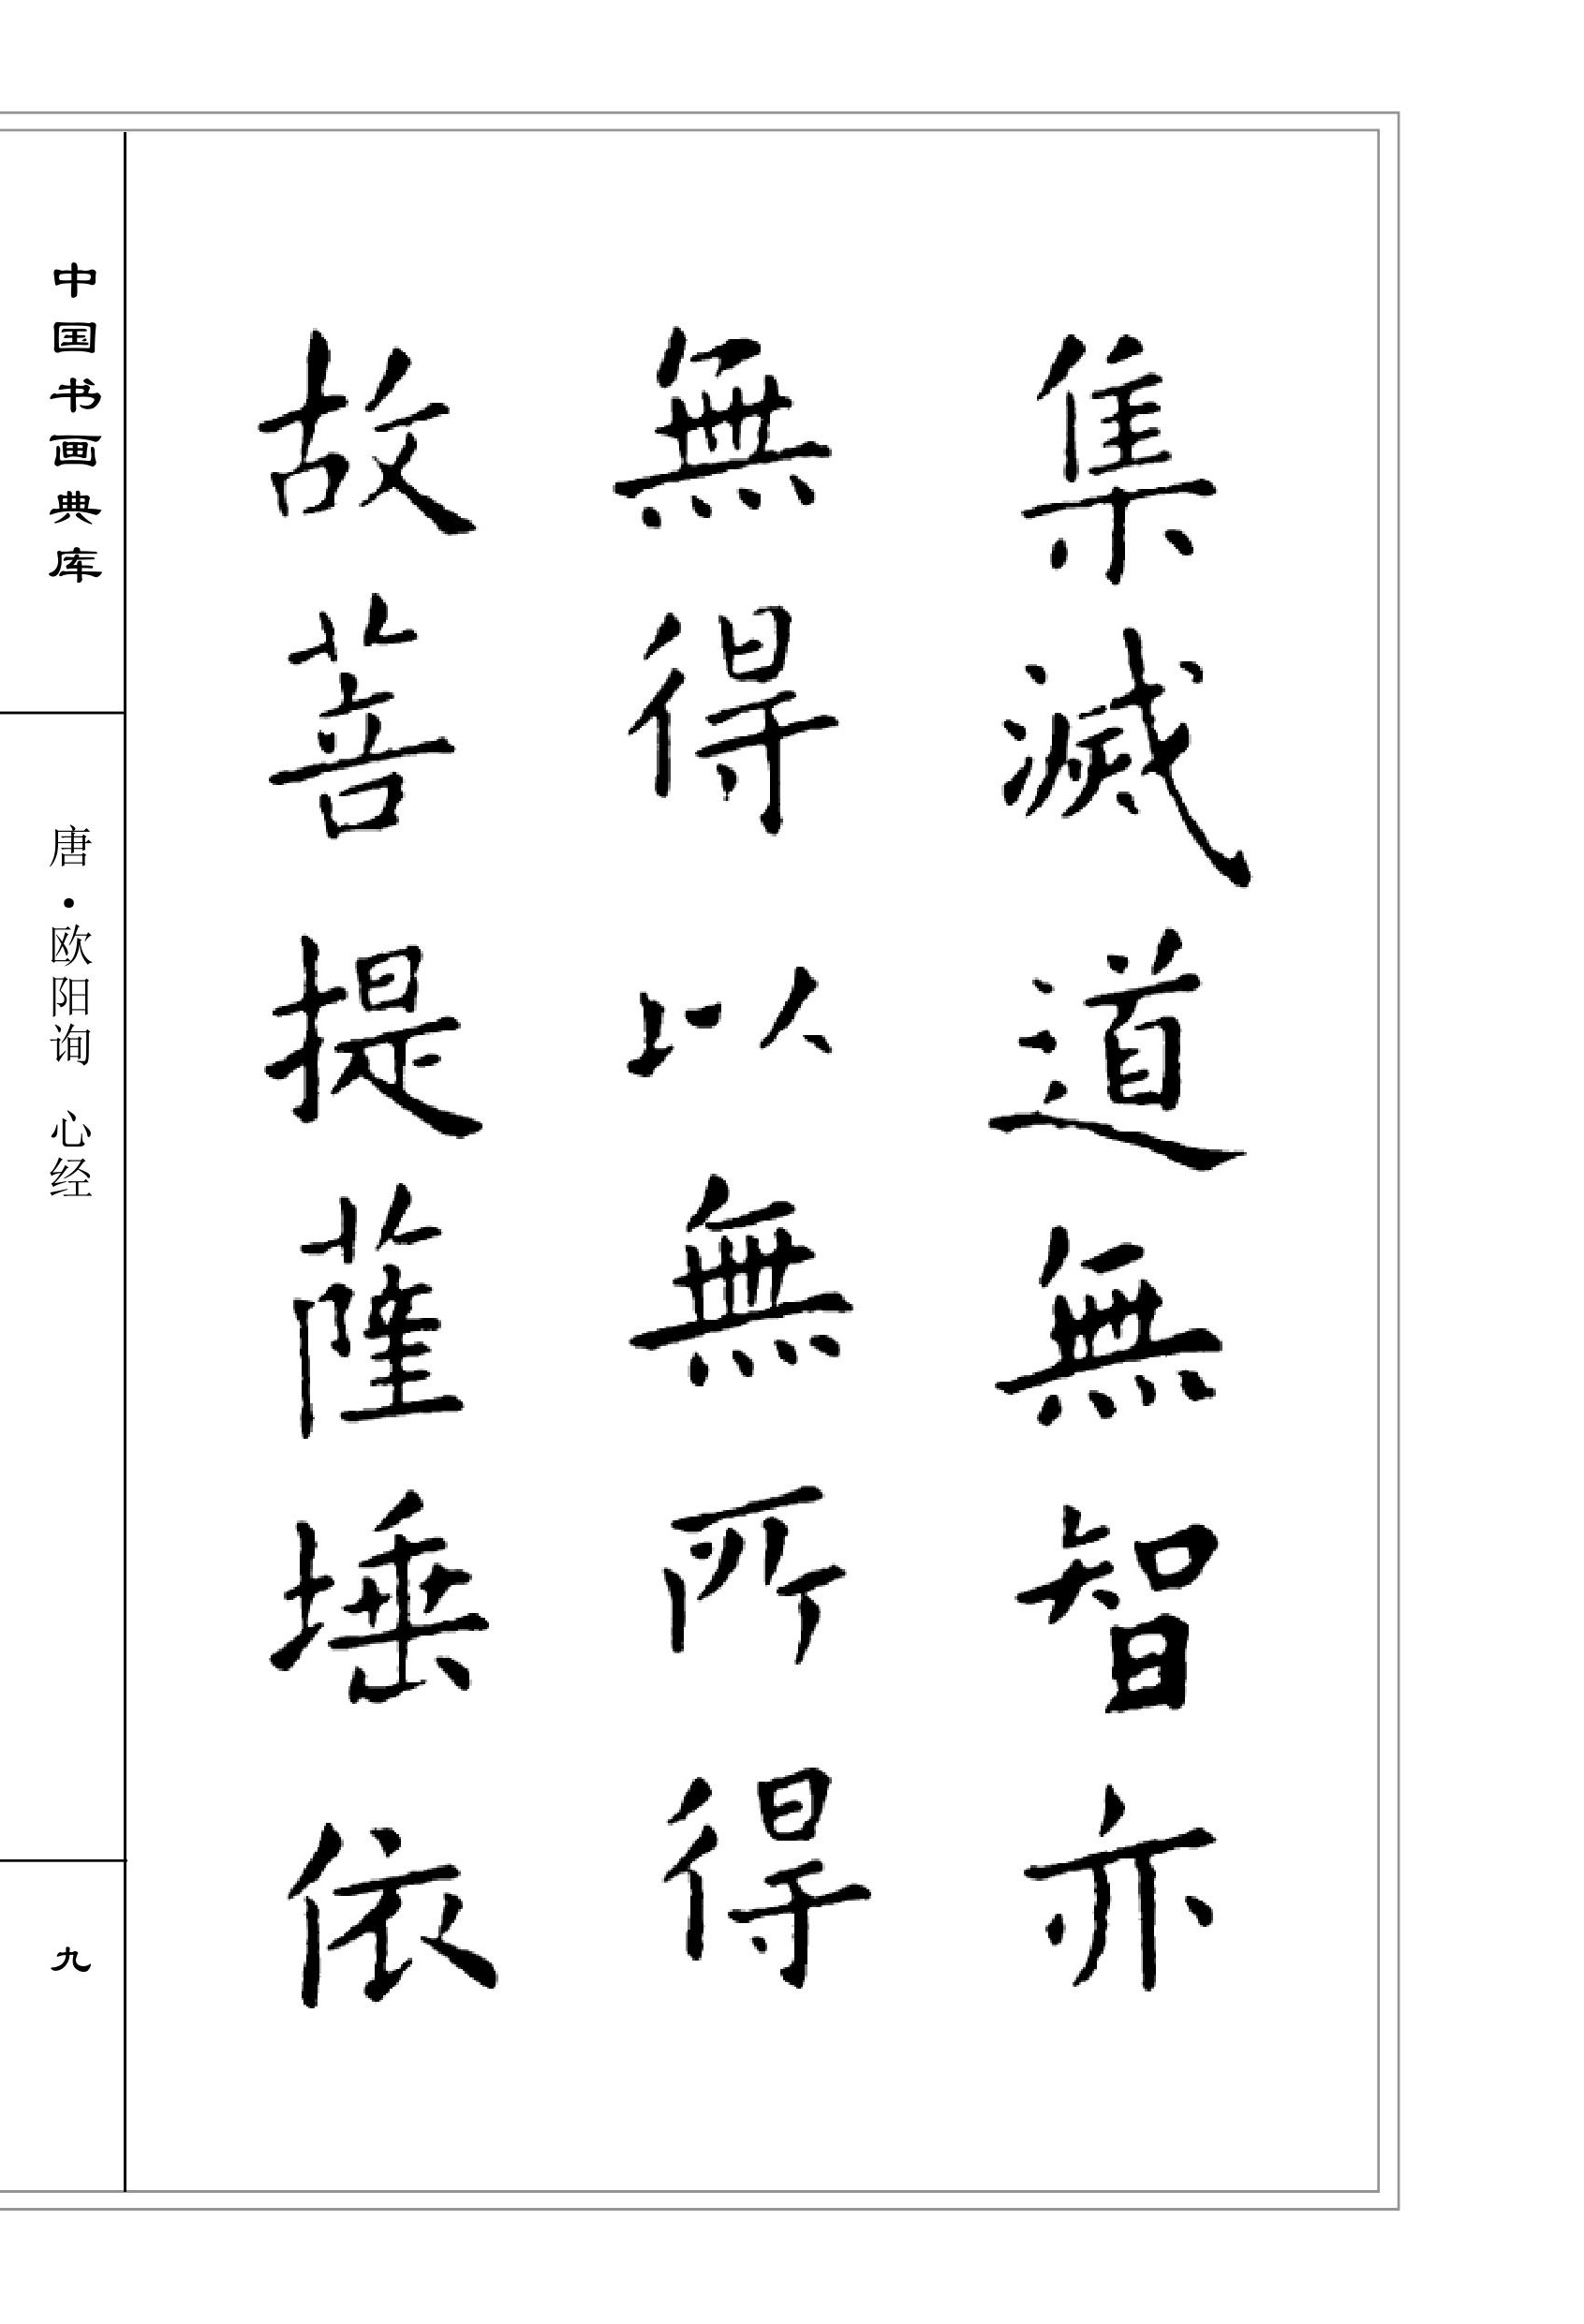 集滅道無智亦
無得以無所得
故菩提薩埵依
中国书画典库
唐·欧阳询 心经
九